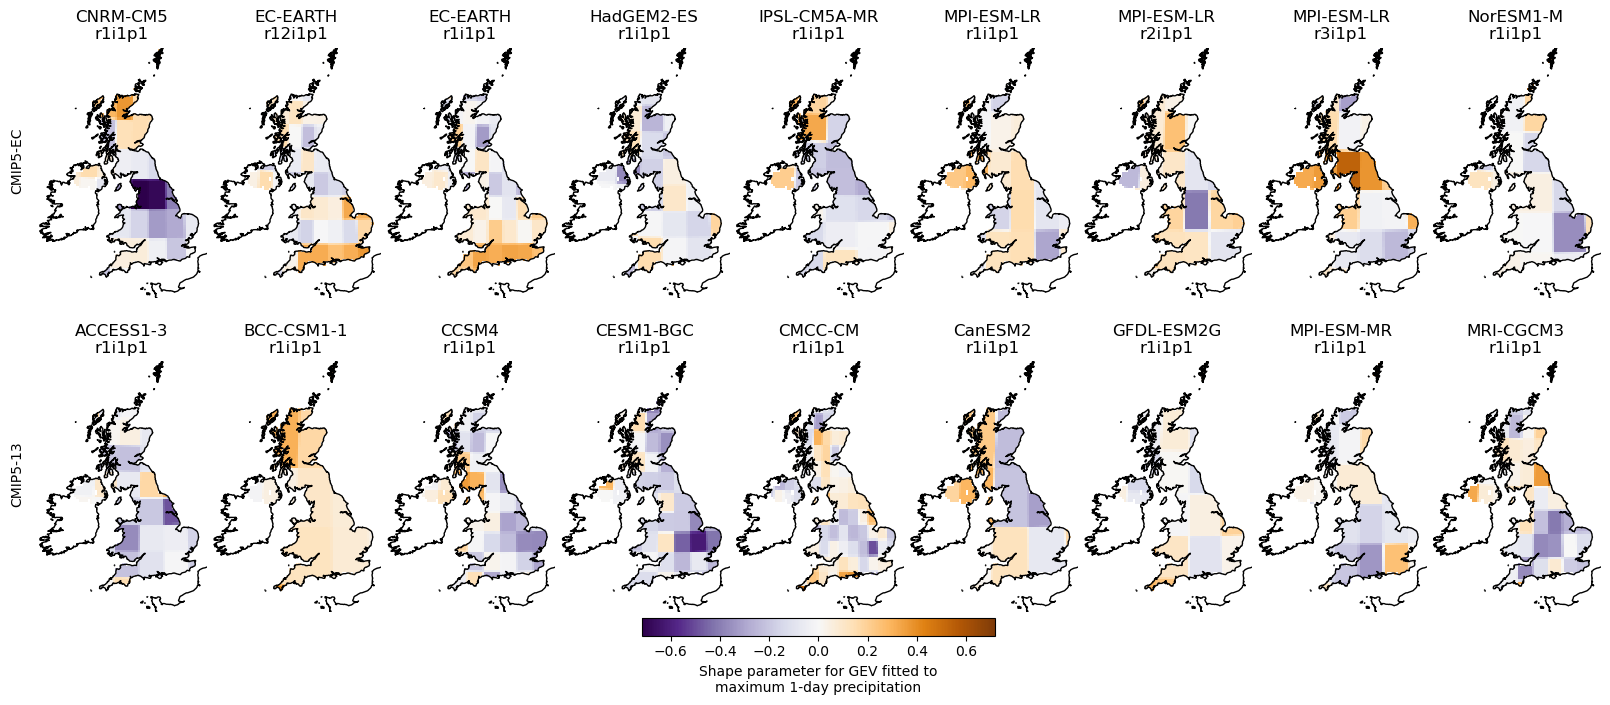 CNRM-CM5
r1i1p1
EC-EARTH
r12i1p1
EC-EARTH
r1i1p1
HadGEM2-ES
r1i1p1
IPSL-CM5A-MR
r1i1p1
MPI-ESM-LR
r1i1p1
MPI-ESM-LR
r2i1p1
MPI-ESM-LR
r3i1p1
NorESM1-M
r1i1p1
CMIP5-EC
ACCESS1-3
r1i1p1
BCC-CSM1-1
r1i1p1
CCSM4
r1i1p1
CESM1-BGC
r1i1p1
CMCC-CM
r1i1p1
CanESM2
r1i1p1
GFDL-ESM2G
r1i1p1
MPI-ESM-MR
r1i1p1
MRI-CGCM3
r1i1p1
CMIP5-13
−0.6 −0.4 −0.2 0.0 0.2 0.4 0.6
Shape parameter for GEV fitted to
maximum 1-day precipitation